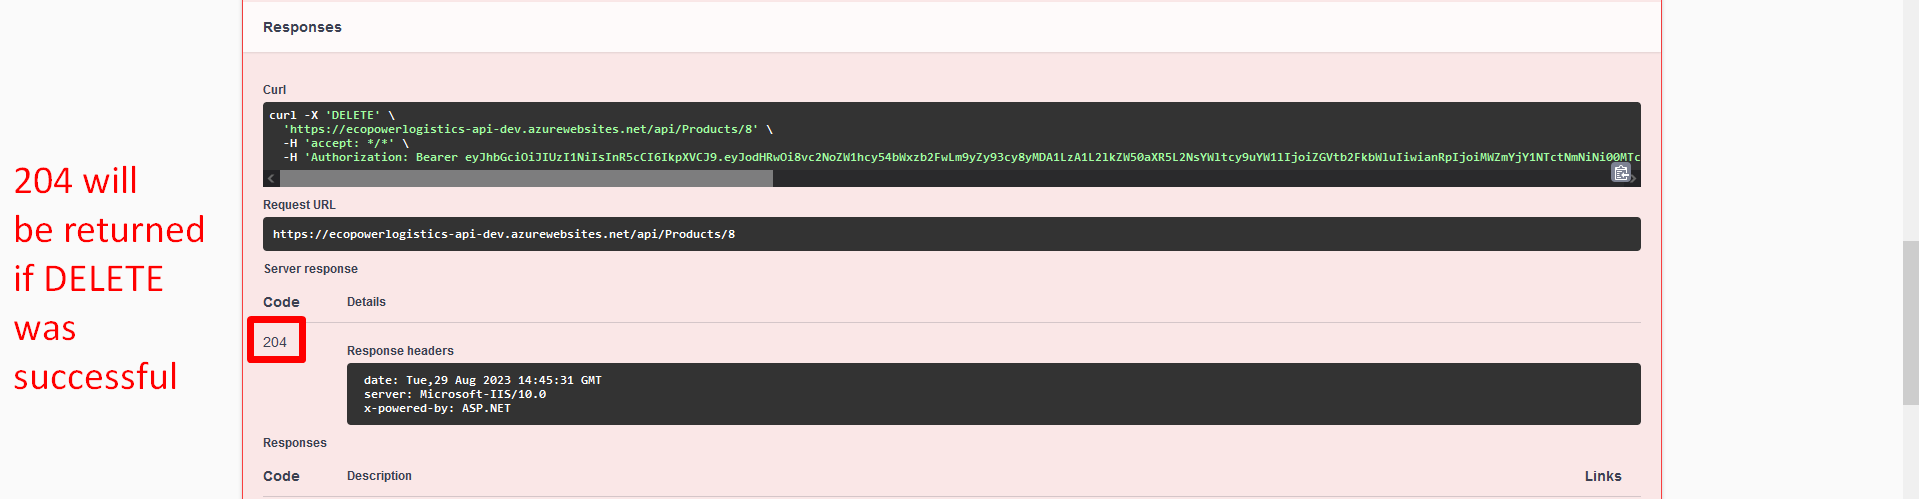 Responses
Curl
curl -X 'DELETE' \
'https://ecopowerlogistics-api-dev.azurewebsites.net/api/Products/8' \
-H 'accept: */*' \
-H 'Authorization: Bearer eyJhbGciOiJIUzI1NiIsInR5cCI6IkpXVCJ9.eyJodHRwOi8vc2NoZW1hcy54bWxzb2FwLm9yZy93cy8yMDA1LzA1L2lkZW50aXR5L2NsYWltcy9uYW1lIjoiZGVtb2FkbWluIiwianRpIjoiMWZmYjY1NTctNmNiNi00MTc
Request URL
https://ecopowerlogistics-api-dev.azurewebsites.net/api/Products/8
Server response
Code Details
204
Response headers
date: Tue,29 Aug 2023 14:45:31 GMT
server: Microsoft-IIS/10.0
x-powered-by: ASP.NET
Responses
Code Description Links
204 will
be returned
if DELETE
was
successful